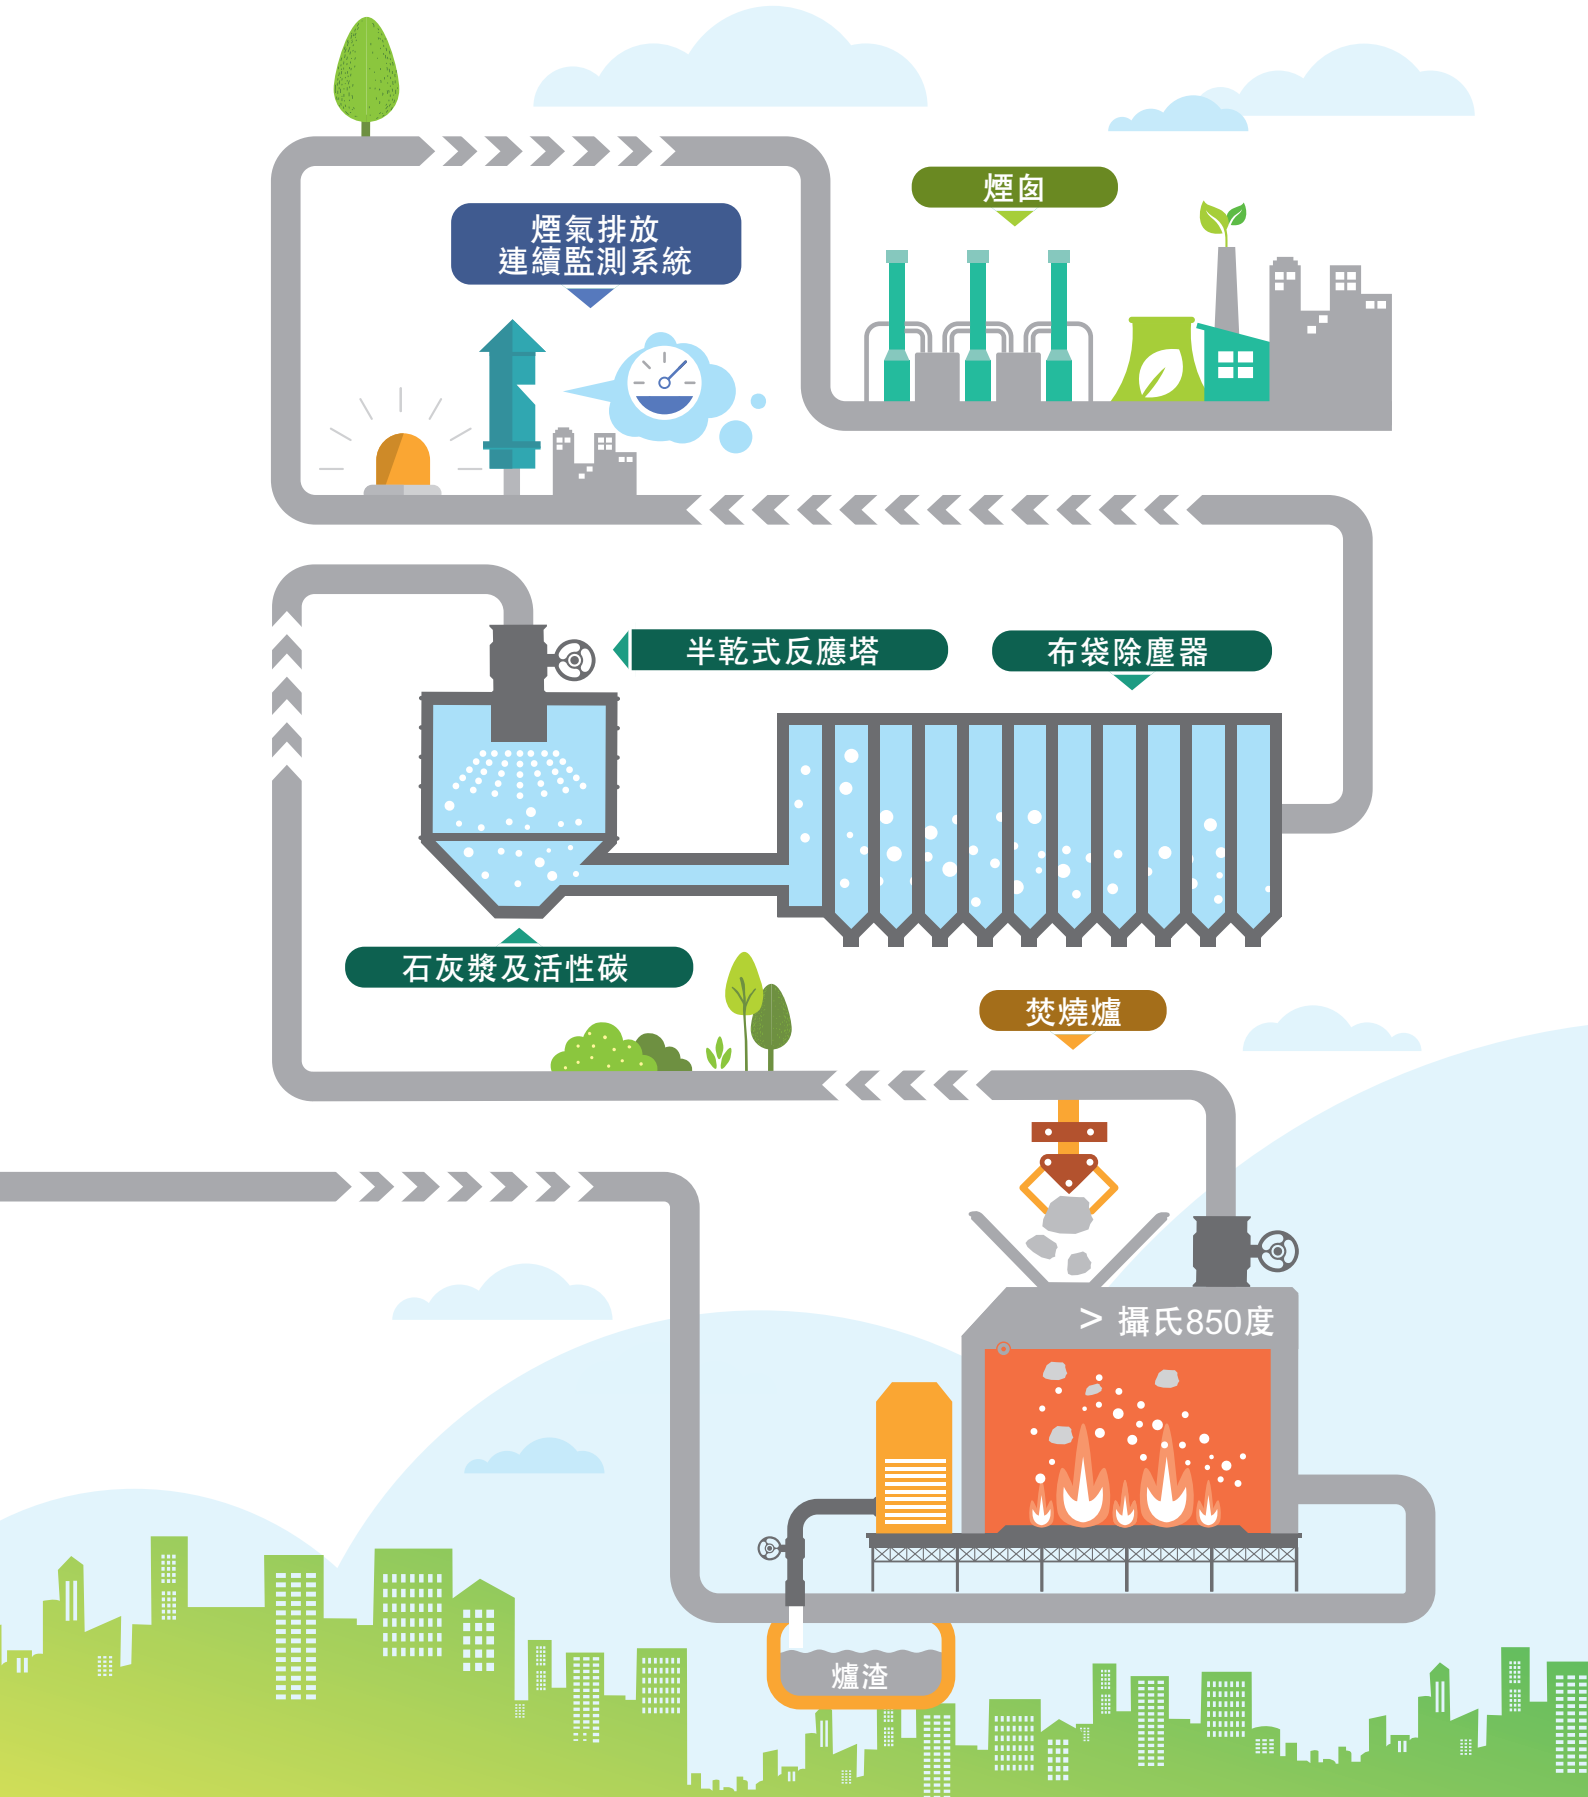 煙囪
煙氣排放
連續監測系統
半乾式反應塔
布袋除塵器
石灰漿及活性碳
焚燒爐
> 攝氏850度
爐渣